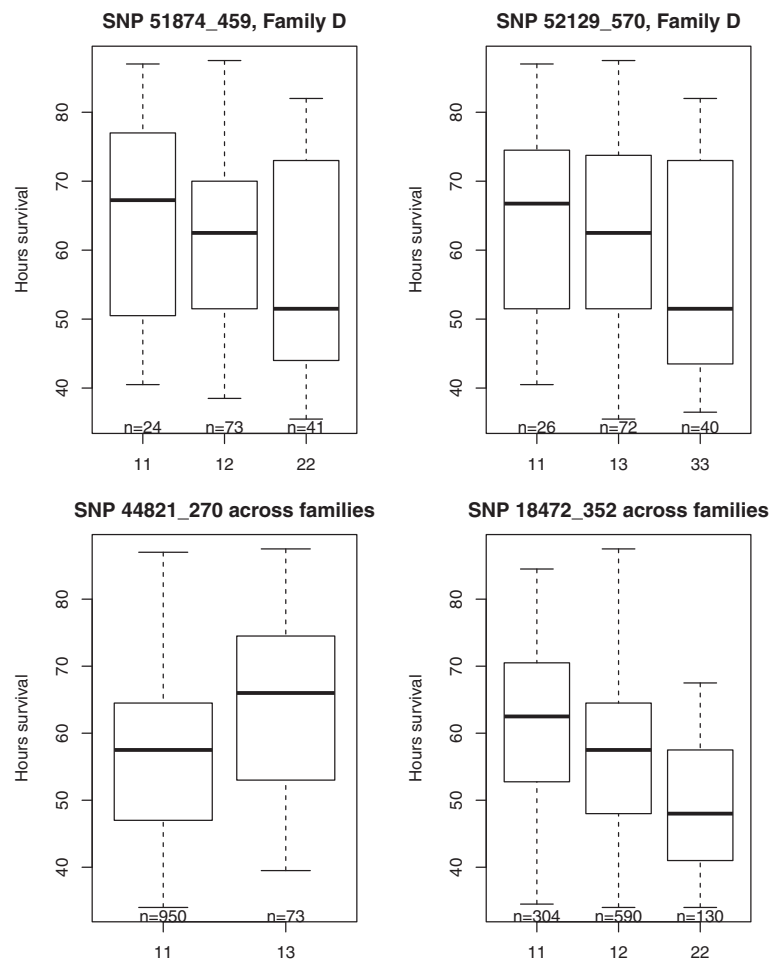 SNP 51874_459, Family D
Hours survival
80
70
60
50
40
n=24 n=73 n=41
11 12 22
SNP 52129_570, Family D
Hours survival
80
70
60
50
40
n=26 n=72 n=40
11 13 33
SNP 44821_270 across families
Hours survival
80
70
60
50
40
n=950 n=73
11 13
SNP 18472_352 across families
Hours survival
80
70
60
50
40
n=304 n=590 n=130
11 12 22